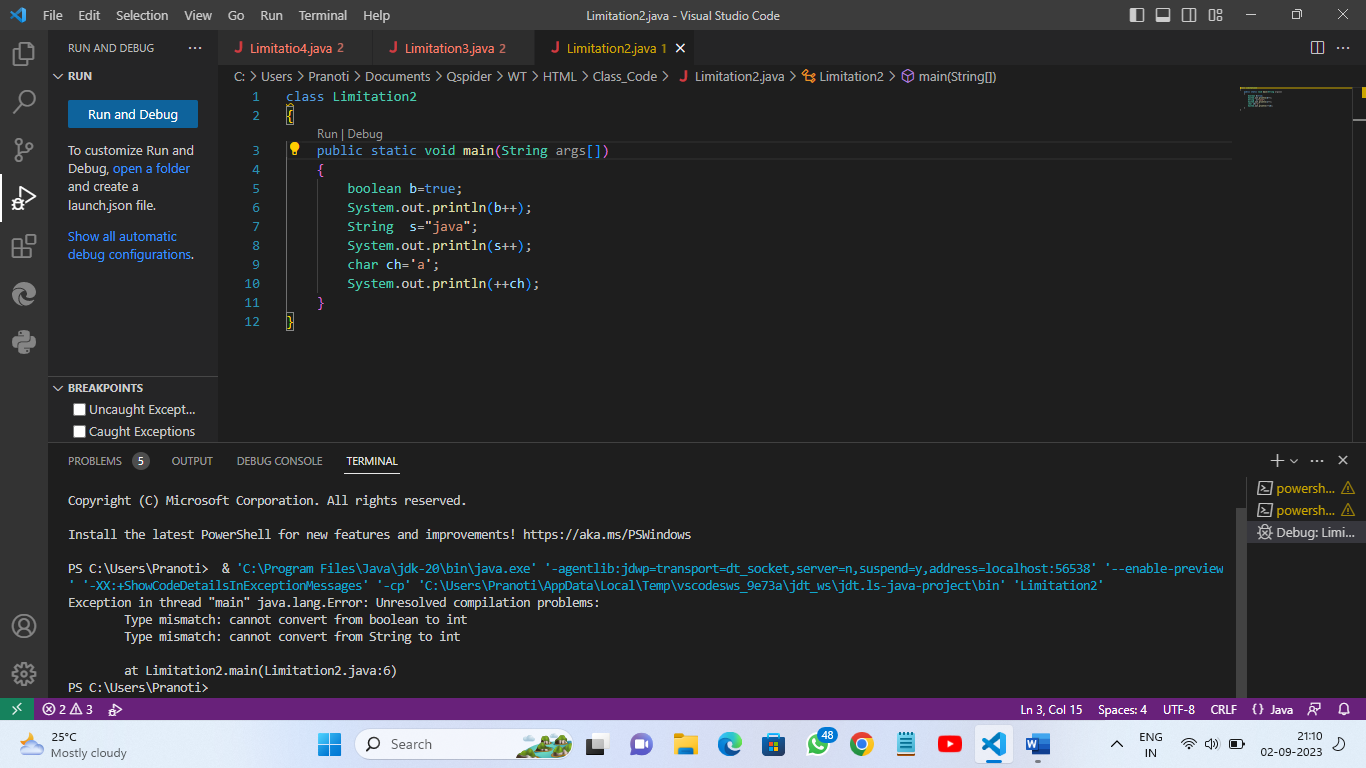 File Edit Selection View Go Run Terminal Help
Limitation2.java - Visual Studio Code
RUN AND DEBUG ...
RUN
Run and Debug
To customize Run and
Debug, open a folder
and create a
launch.json file.
Show all automatic
debug configurations.
BREAKPOINTS
Uncaught Except...
Caught Exceptions
Limitatio4.java 2
Limitation3.java 2
Limitation2.java 1
C: > Users > Pranoti > Documents > Qspider > WT > HTML > Class_Code > Limitation2.java > Limitation2 > main(String[])
1 class Limitation2
2 {
Run | Debug
3 public static void main(String args[])
4 {
5 boolean b=true;
6 System.out.println(b++);
7 String  s="java";
8 System.out.println(s++);
9 char ch='a';
10 System.out.println(++ch);
11 }
12 }
PROBLEMS 5 OUTPUT DEBUG CONSOLE TERMINAL
Copyright (C) Microsoft Corporation. All rights reserved.
Install the latest PowerShell for new features and improvements! https://aka.ms/PSWindows
PS C:\Users\Pranoti>  & 'C:\Program Files\Java\jdk-20\bin\java.exe' '-agentlib:jdwp=transport=dt_socket,server=n,suspend=y,address=localhost:56538' '--enable-preview
' '-XX:+ShowCodeDetailsInExceptionMessages' '-cp' 'C:\Users\Pranoti\AppData\Local\Temp\vscodesws_9e73a\jdt_ws\jdt.ls-java-project\bin' 'Limitation2'
Exception in thread "main" java.lang.Error: Unresolved compilation problems:
Type mismatch: cannot convert from boolean to int
Type mismatch: cannot convert from String to int
at Limitation2.main(Limitation2.java:6)
PS C:\Users\Pranoti>
powersh...
powersh...
Debug: Limi...
2 3
Ln 3, Col 15 Spaces: 4 UTF-8 CRLF {} Java
25°C
Mostly cloudy
Search
48
ENG
IN
21:10
02-09-2023